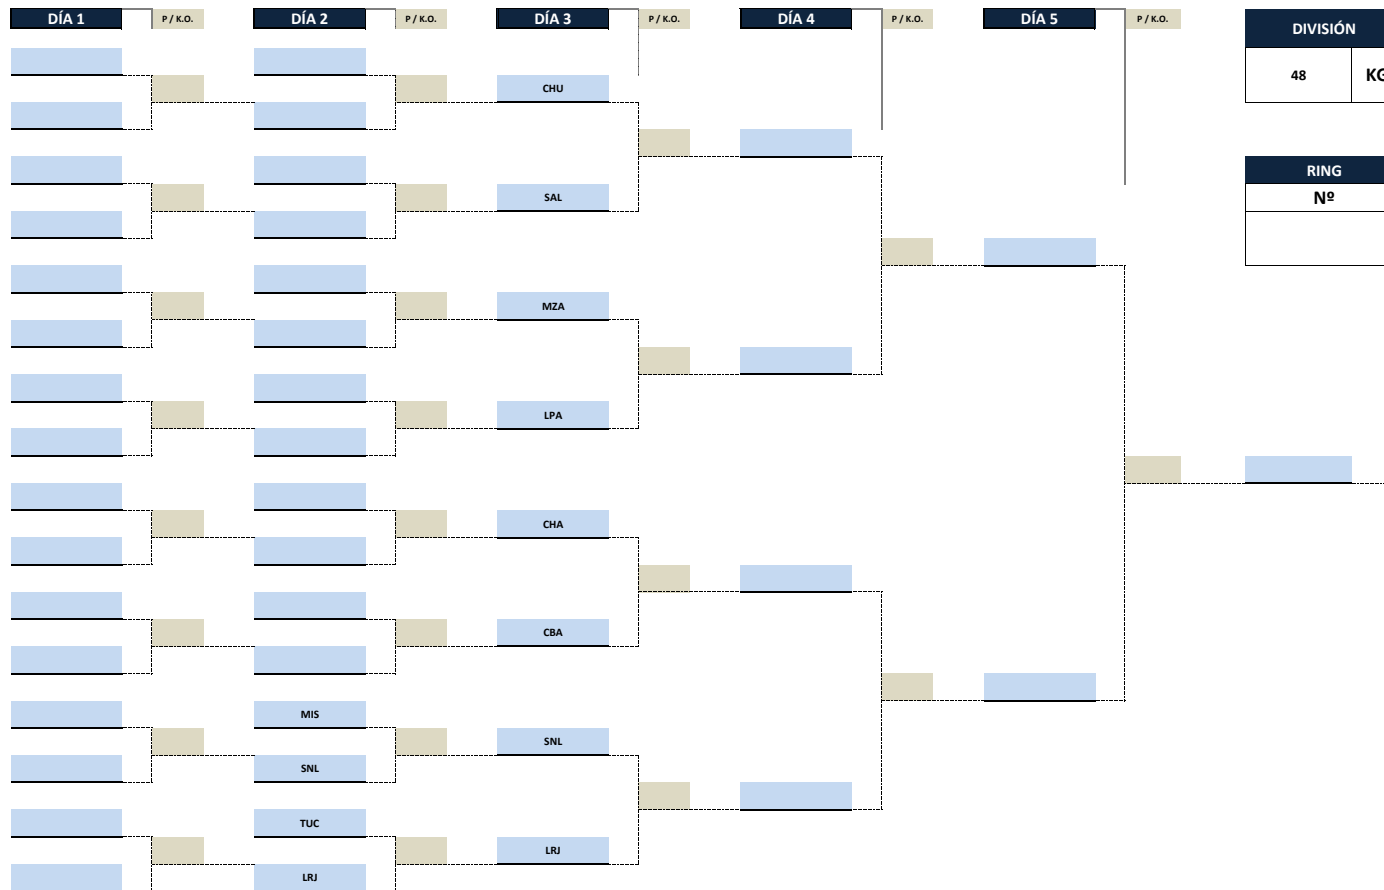 DÍA 1 P / K.O. DÍA 2 P / K.O. DÍA 3 P / K.O. DÍA 4 P / K.O. DÍA 5 P / K.O.
DIVISIÓN
48 KG
CHU
RING
Nº
SAL
MZA
LPA
CHA
CBA
MIS
SNL
SNL
TUC
LRJ
LRJ